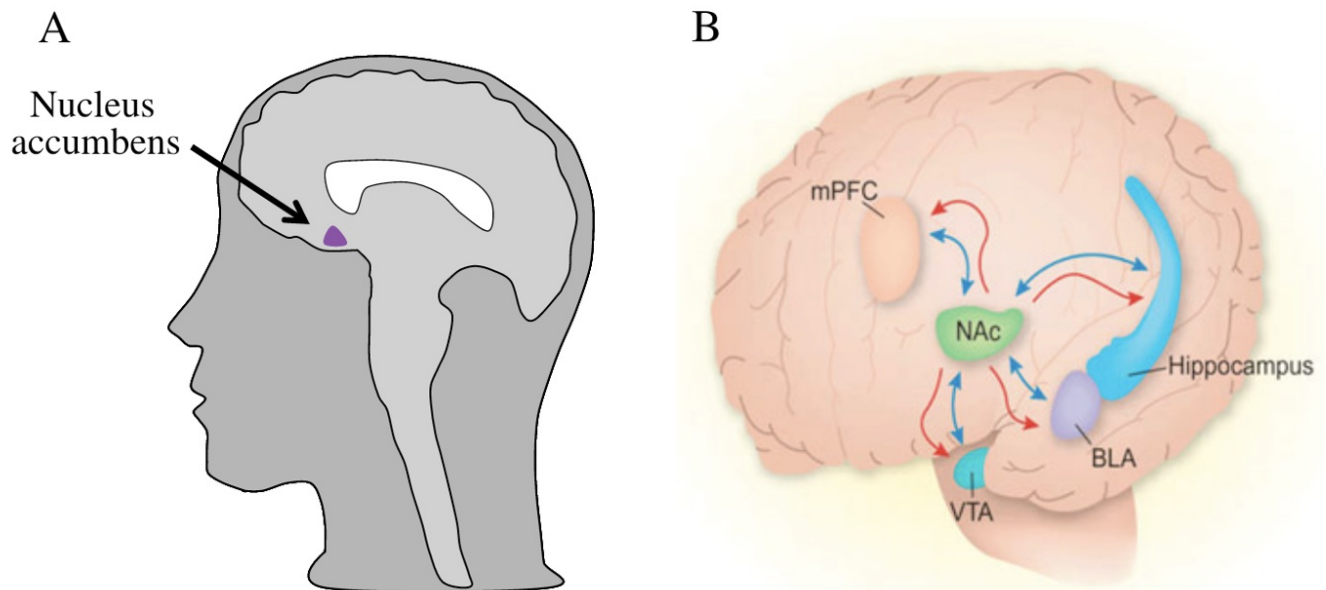 A
Nucleus
accumbens
B
mPFC
NAc
Hippocampus
BLA
VTA